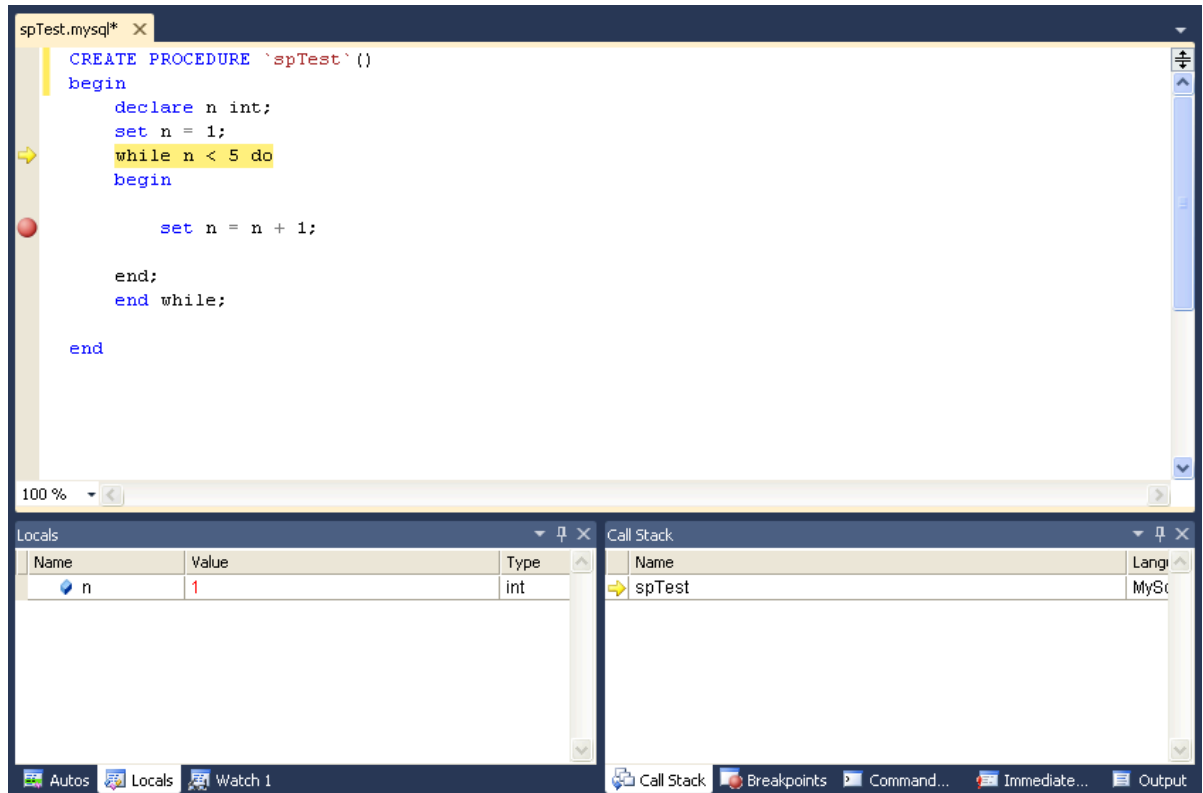 spTest.mysql*
CREATE PROCEDURE `spTest`()
begin
declare n int;
set n = 1;
while n < 5 do
begin
set n = n + 1;
end;
end while;
end
100 %
Locals
Name Value Type
n 1 int
Call Stack
Name Lang
spTest MySq
Autos Locals Watch 1
Call Stack Breakpoints Command... Immediate... Output